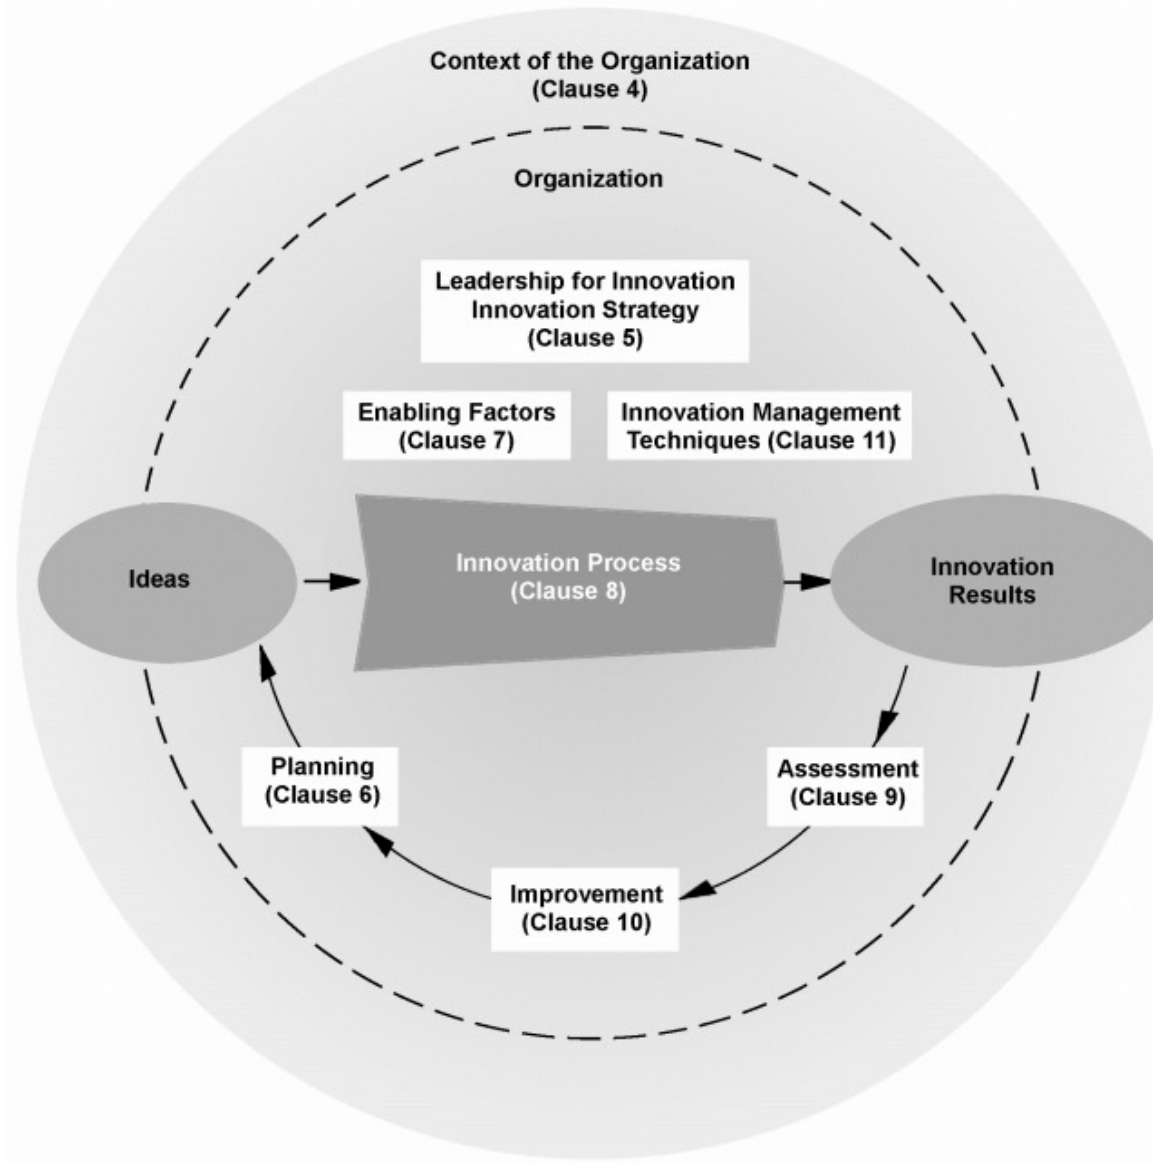 Context of the Organization
(Clause 4)
Organization
Leadership for Innovation
Innovation Strategy
(Clause 5)
Enabling Factors
(Clause 7)
Innovation Management
Techniques (Clause 11)
Ideas
Innovation Process
(Clause 8)
Innovation
Results
Planning
(Clause 6)
Assessment
(Clause 9)
Improvement
(Clause 10)